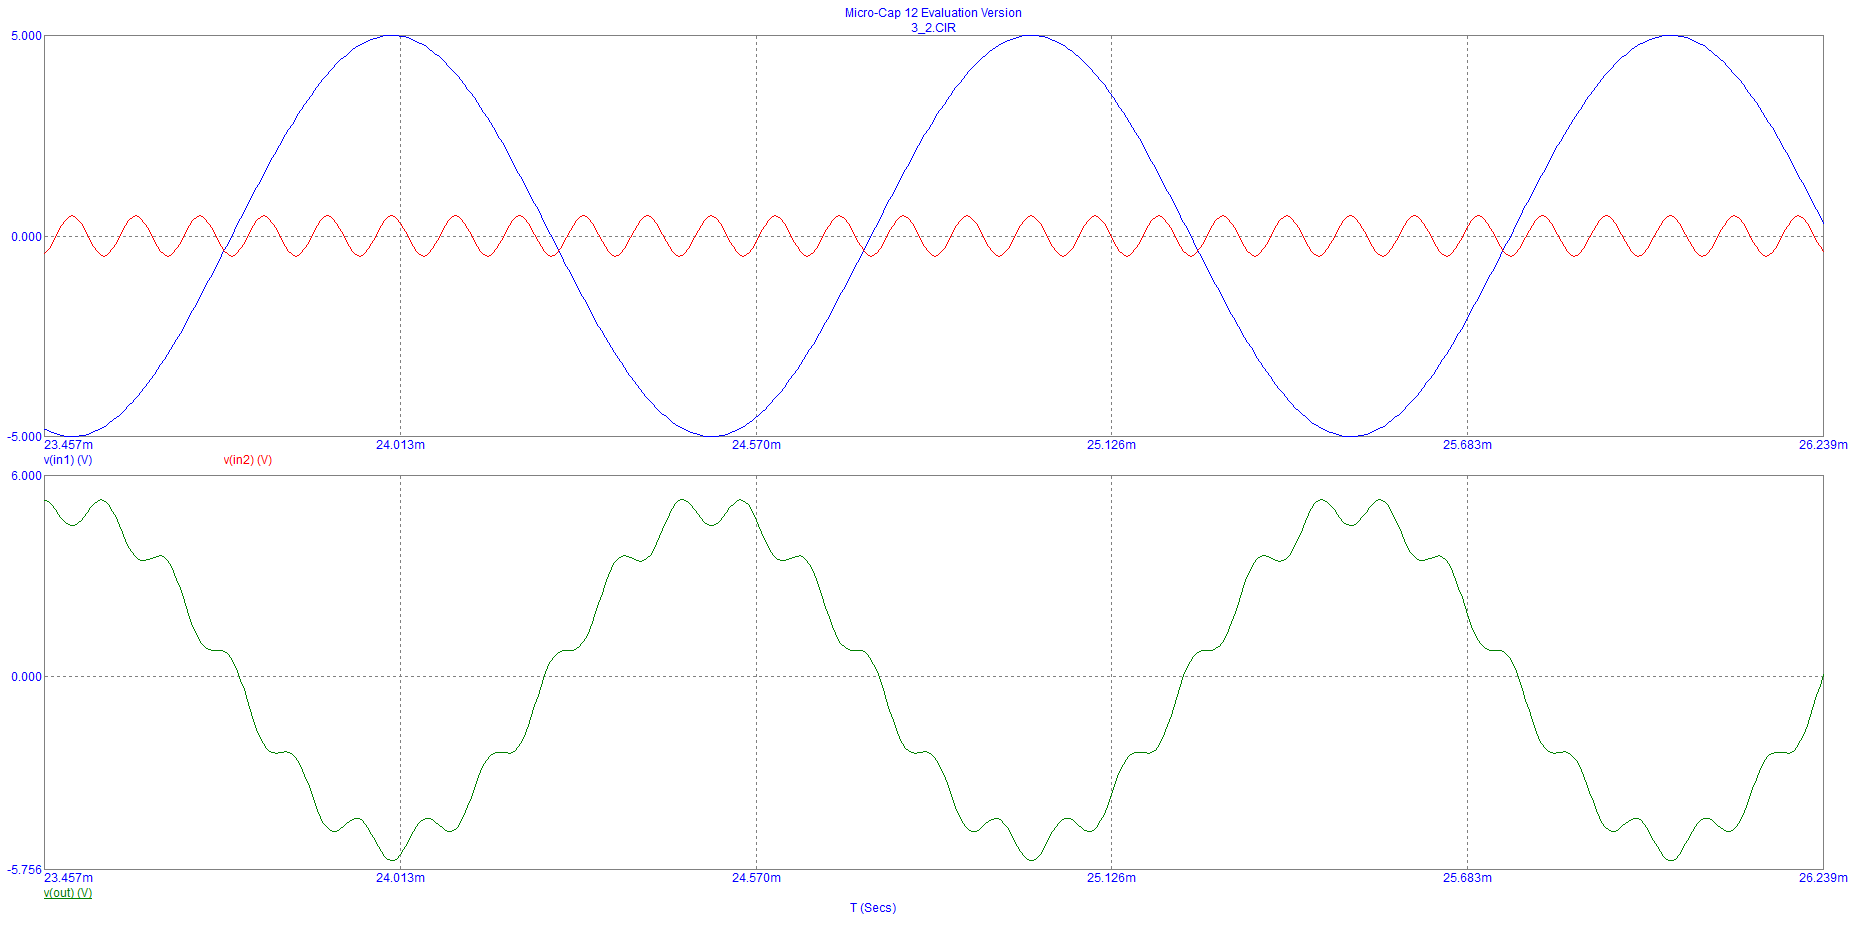 Micro-Cap 12 Evaluation Version
3_2.CIR
5.000
0.000
-5.000
23.457m 24.013m 24.570m 25.126m 25.683m 26.239m
v(in1) (V) v(in2) (V)
6.000
0.000
-5.756
23.457m 24.013m 24.570m 25.126m 25.683m 26.239m
v(out) (V)
T (Secs)